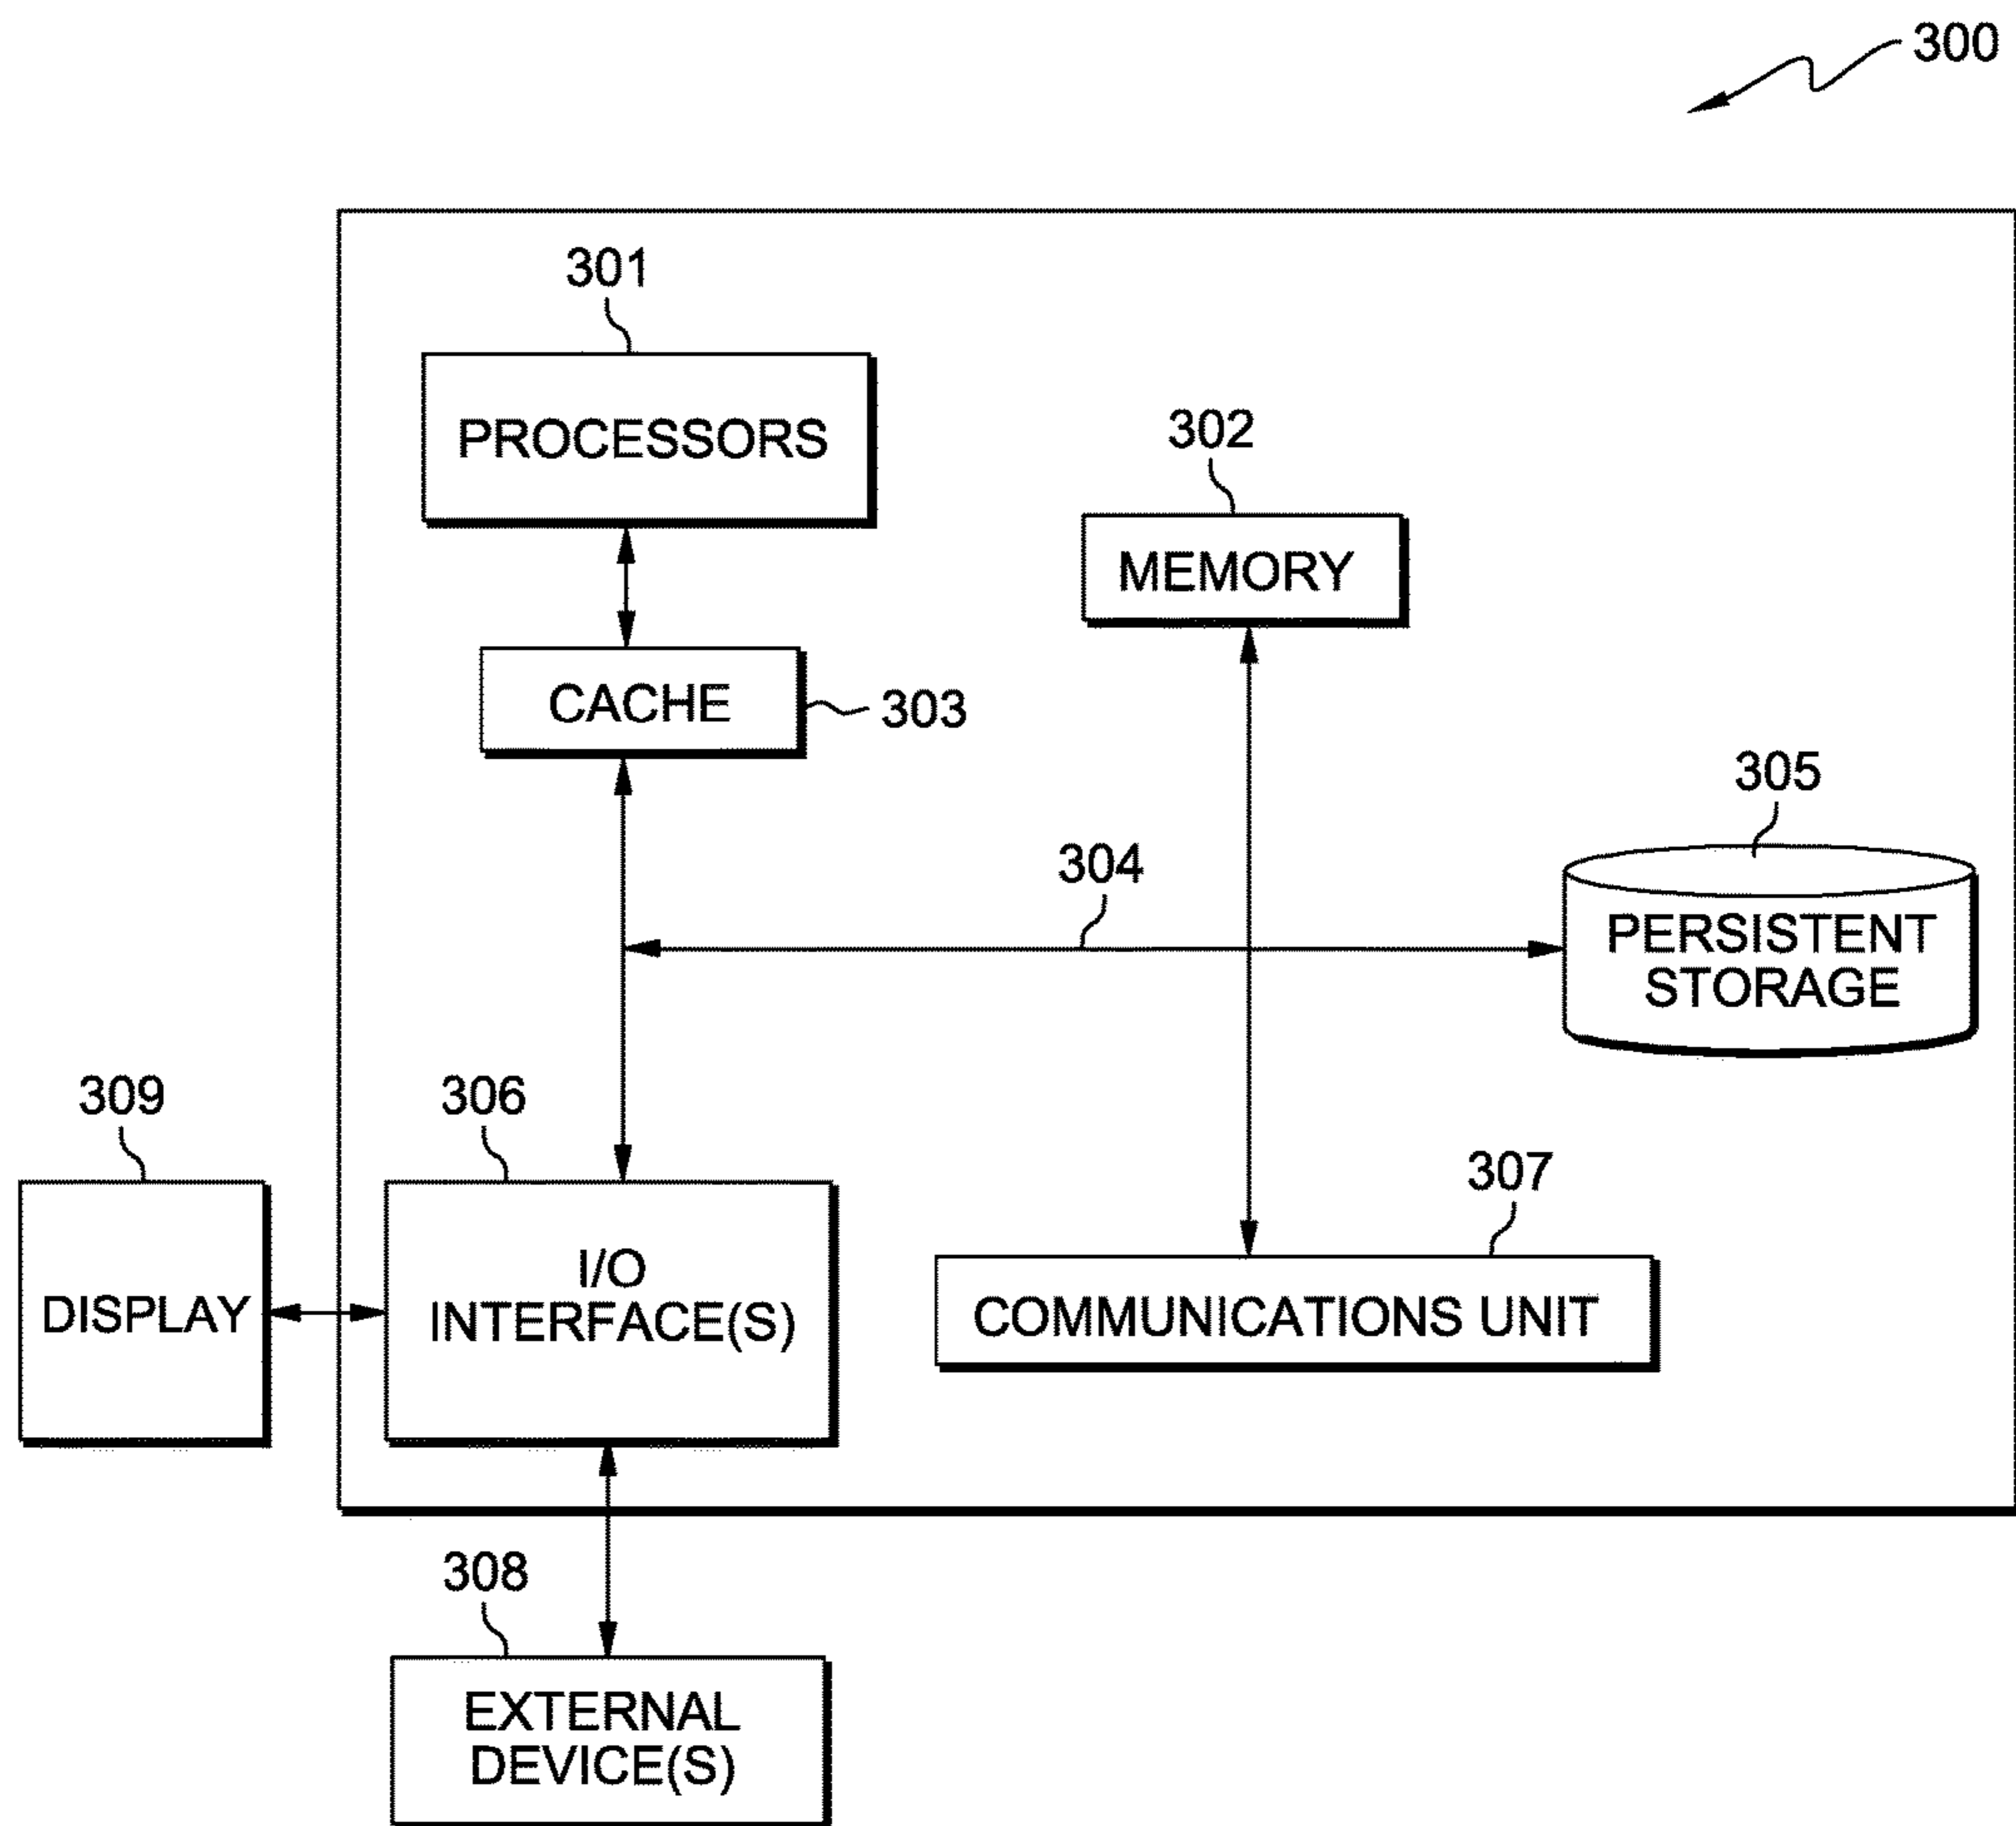 300
301
PROCESSORS
302
MEMORY
CACHE
303
305
304
PERSISTENT
STORAGE
309
306
307
DISPLAY
I/O
INTERFACE(S)
COMMUNICATIONS UNIT
308
EXTERNAL
DEVICE(S)